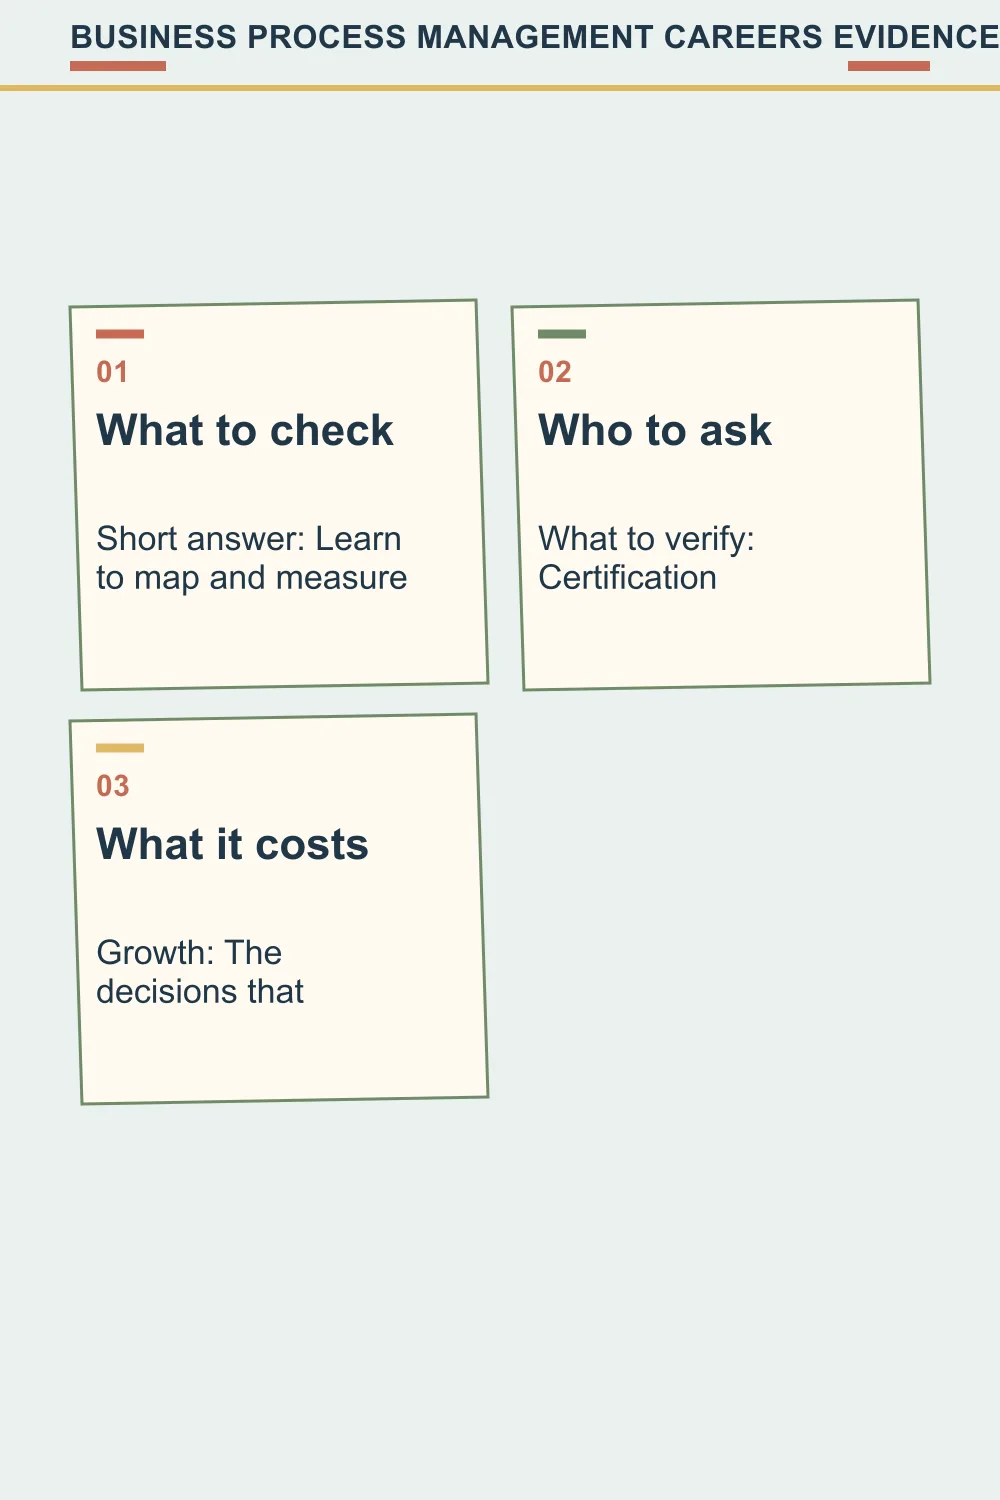 BUSINESS PROCESS MANAGEMENT CAREERS EVIDENCE
01
What to check
Short answer: Learn
to map and measure
02
Who to ask
What to verify:
Certification
03
What it costs
Growth: The
decisions that